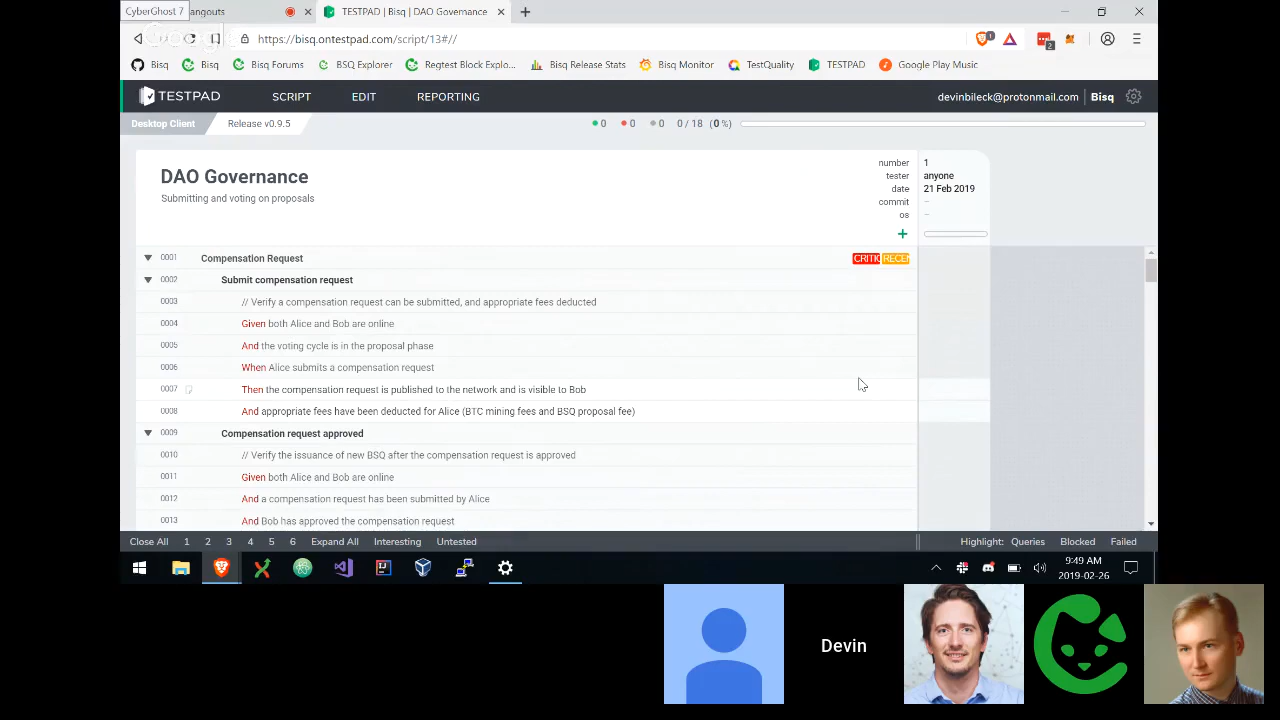 CyberGhost 7 angouts
TESTPAD | Bisq | DAO Governance
https://bisq.ontestpad.com/script/13#//
2
Bisq
Bisq
Bisq Forums
BSQ Explorer
Regtest Block Explo...
Bisq Release Stats
Bisq Monitor
TestQuality
TESTPAD
Google Play Music
TESTPAD
SCRIPT
EDIT
REPORTING
devinbileck@protonmail.com
Bisq
Desktop Client
Release v0.9.5
0
0
0
0 / 18 (0 %)
DAO Governance
Submitting and voting on proposals
number 1
tester anyone
date 21 Feb 2019
commit –
os –
+
0001 Compensation Request CRITIC RECEN
0002 Submit compensation request
0003 // Verify a compensation request can be submitted, and appropriate fees deducted
0004 Given both Alice and Bob are online
0005 And the voting cycle is in the proposal phase
0006 When Alice submits a compensation request
0007 Then the compensation request is published to the network and is visible to Bob
0008 And appropriate fees have been deducted for Alice (BTC mining fees and BSQ proposal fee)
0009 Compensation request approved
0010 // Verify the issuance of new BSQ after the compensation request is approved
0011 Given both Alice and Bob are online
0012 And a compensation request has been submitted by Alice
0013 And Bob has approved the compensation request
Close All 1 2 3 4 5 6 Expand All Interesting Untested Highlight: Queries Blocked Failed
9:49 AM
2019-02-26
Devin